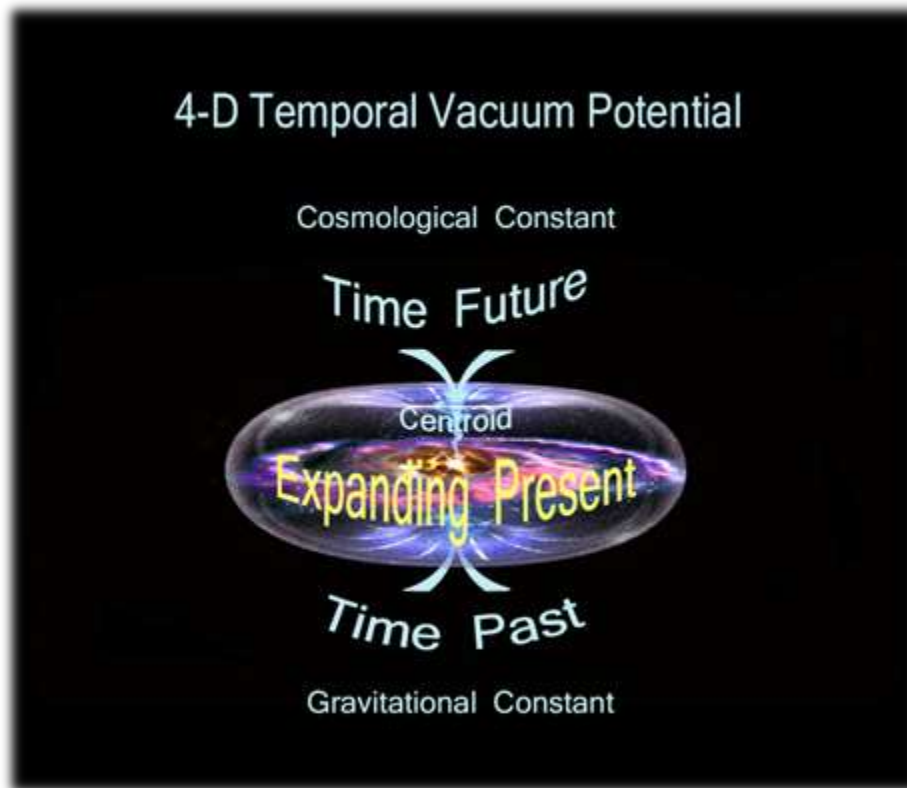 4-D Temporal Vacuum Potential
Cosmological Constant
Time Future
Centroid
Expanding Present
Time Past
Gravitational Constant